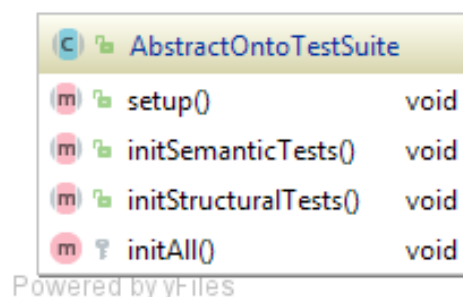 C AbstractOntoTestSuite
m setup() void
m initSemanticTests() void
m initStructuralTests() void
m initAll() void
Powered by yFiles